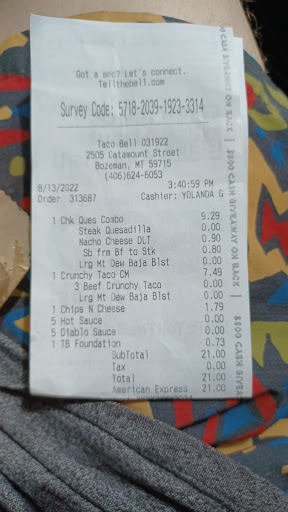 Got a sec? Let's connect.
Tellthebell.com
Survey Code: 5718-2039-1923-3314
Taco Bell 031922
2505 Catamount Street
Bozeman, MT 59715
(406)624-6053
8/13/2022 3:40:59 PM
Order 313687 Cashier: YOLANDA G
1 Chk Ques Combo 9.29
Steak Quesadilla 0.00
Nacho Cheese DLT 0.90
Sb frm Bf to Stk 0.80
Lrg Mt Dew Baja Blst 0.00
1 Crunchy Taco CM 7.49
3 Beef Crunchy Taco 0.00
Lrg Mt Dew Baja Blst 0.00
1 Chips N Cheese 1.79
5 Hot Sauce 0.00
5 Diablo Sauce 0.00
1 TB Foundation 0.73
SubTotal 21.00
Tax 0.00
Total 21.00
American Express 21.00
$500 CASH GIVEAWAY ON BACK |
$500 CASH GIVEA